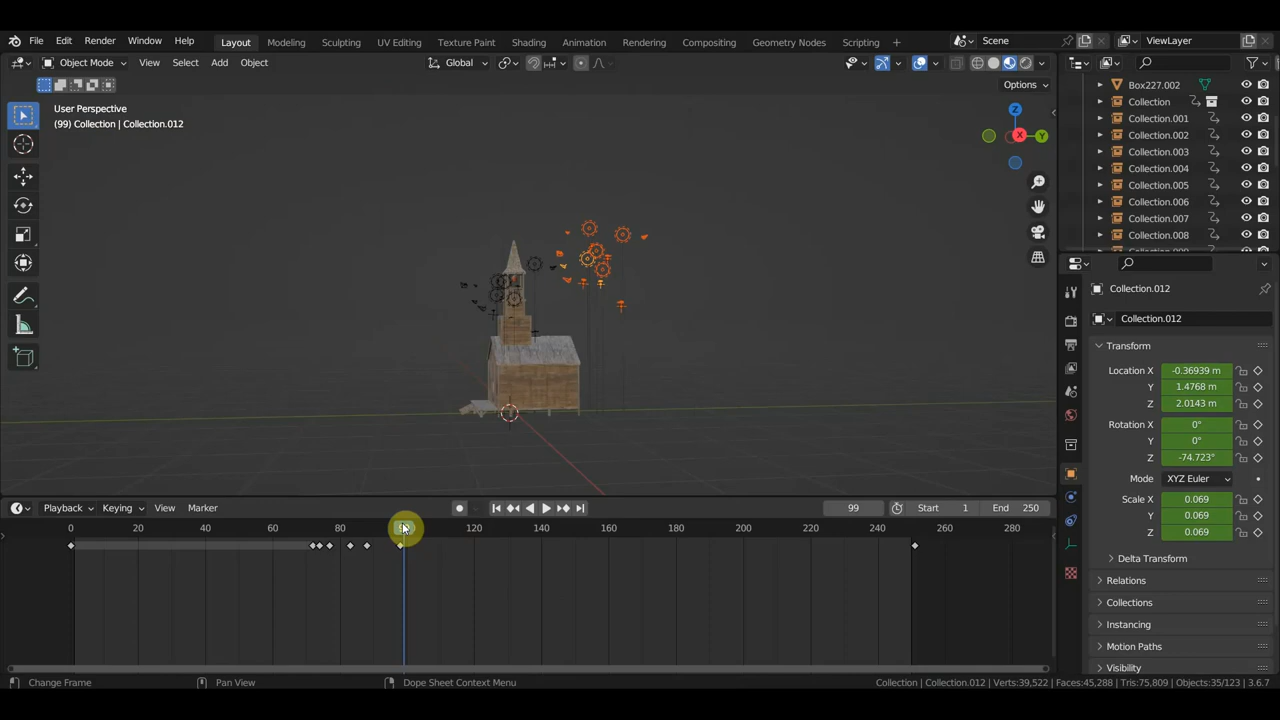 File Edit Render Window Help Layout Modeling Sculpting UV Editing Texture Paint Shading Animation Rendering Compositing Geometry Nodes Scripting + Scene ViewLayer
Object Mode View Select Add Object Global
Options
User Perspective
(99) Collection | Collection.012
Z
X
Y
Box227.002
Collection
Collection.001
Collection.002
Collection.003
Collection.004
Collection.005
Collection.006
Collection.007
Collection.008
Collection.012
Collection.012
Transform
Location X -0.36939 m
Y 1.4768 m
Z 2.0143 m
Rotation X 0°
Y 0°
Z -74.723°
Mode XYZ Euler
Scale X 0.069
Y 0.069
Z 0.069
Delta Transform
Relations
Collections
Instancing
Motion Paths
Visibility
Playback Keying View Marker 99 Start 1 End 250
0 20 40 60 80 120 140 160 180 200 220 240 260 280
Change Frame Pan View Dope Sheet Context Menu Collection | Collection.012 | Verts:39,522 | Faces:45,288 | Tris:75,809 | Objects:35/123 | 3.6.7